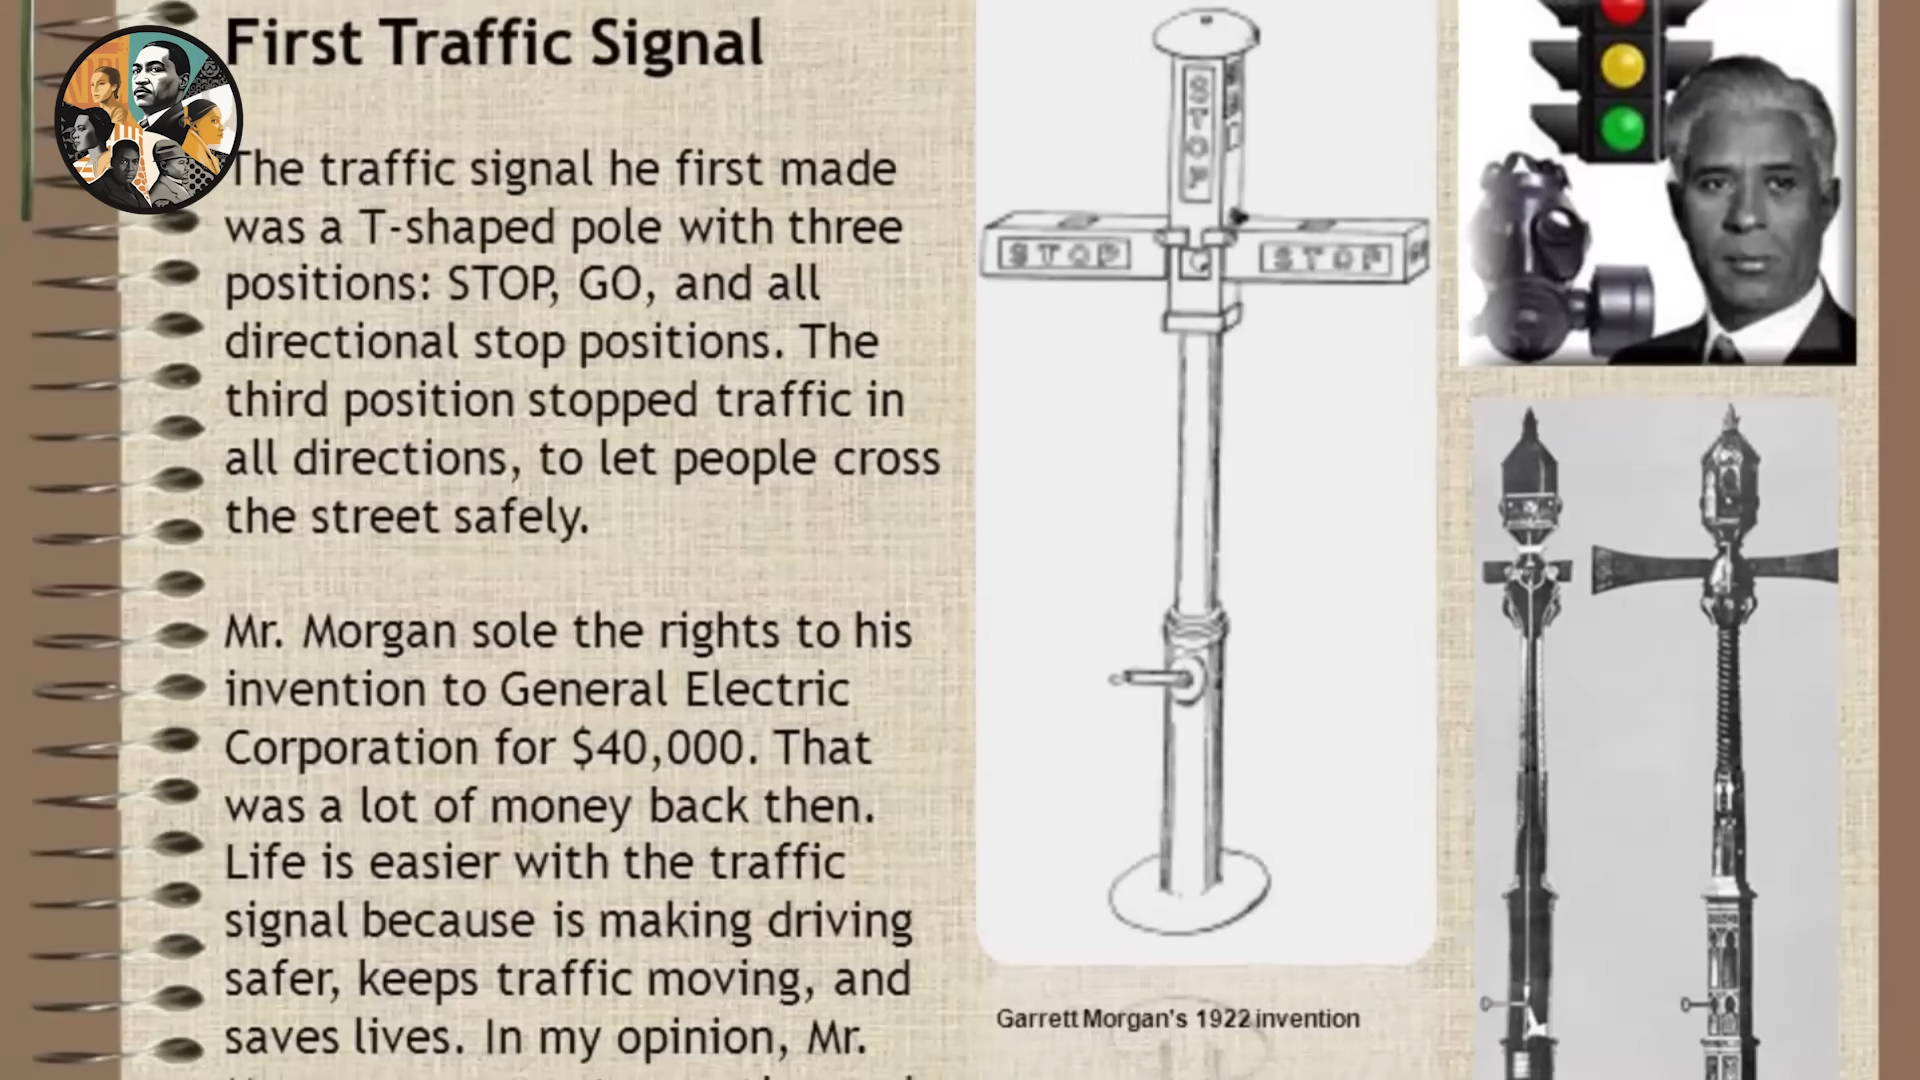 First Traffic Signal
The traffic signal he first made
was a T-shaped pole with three
positions: STOP, GO, and all
directional stop positions. The
third position stopped traffic in
all directions, to let people cross
the street safely.
Mr. Morgan sole the rights to his
invention to General Electric
Corporation for $40,000. That
was a lot of money back then.
Life is easier with the traffic
signal because is making driving
safer, keeps traffic moving, and
saves lives. In my opinion, Mr.
STOP
STOP
STOP
Garrett Morgan's 1922 invention